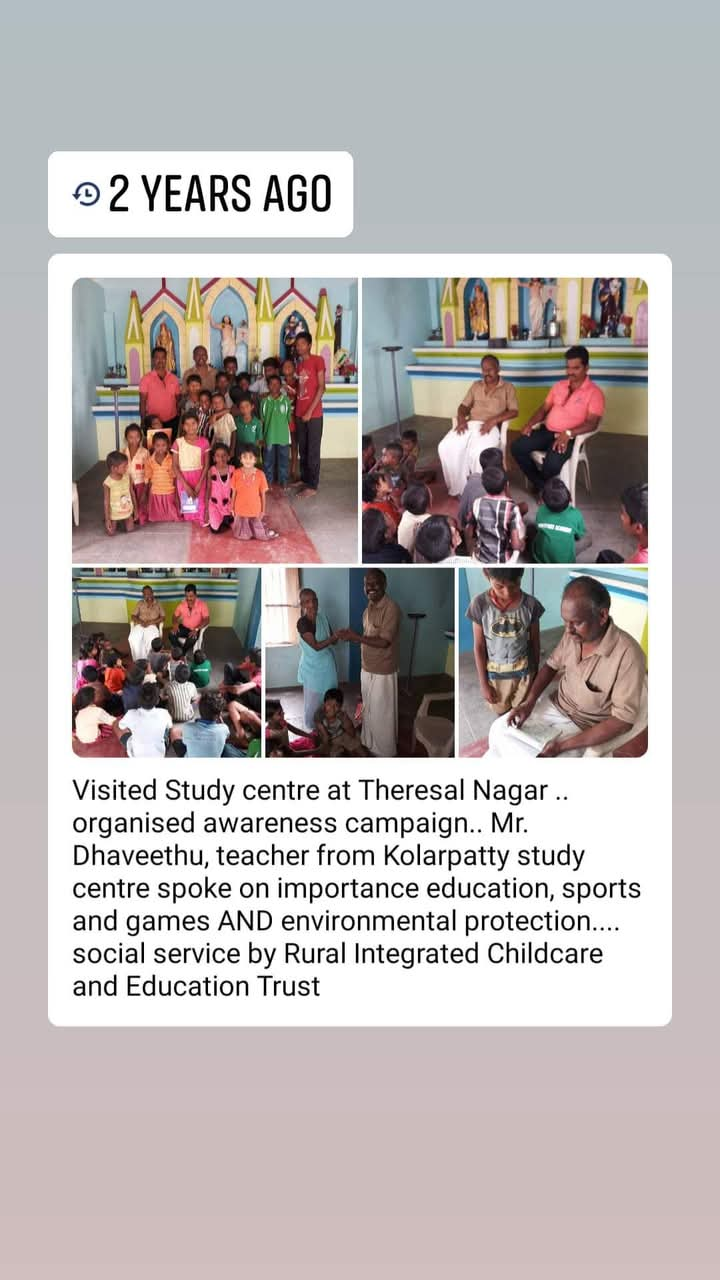 2 YEARS AGO
Visited Study centre at Theresal Nagar ..
organised awareness campaign.. Mr.
Dhaveethu, teacher from Kolarpatty study
centre spoke on importance education, sports
and games AND environmental protection....
social service by Rural Integrated Childcare
and Education Trust